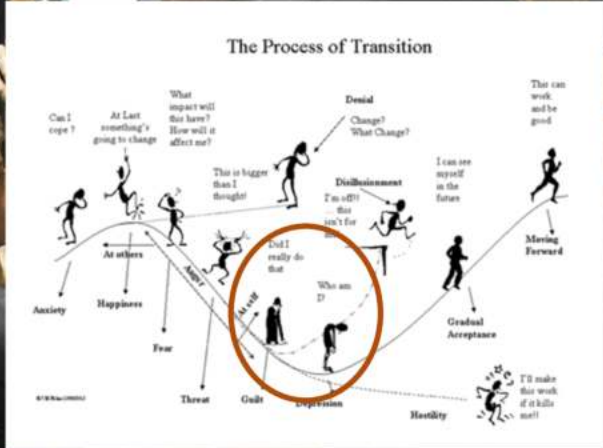 The Process of Transition
Can I
cope ?
At Last
something's
going to change
What
impact will
this have?
How will it
affect me?
This is bigger
than I
thought!
Denial
Change?
What Change?
Disillusionment
I'm off!!
... this
isn't for
I can see
myself
in the
future
This can
work
and be
good
Did I
really do
that
Who am
I?
At others
Anger
At self
Anxiety
Happiness
Fear
Threat
Guilt
Depression
Hostility
Gradual
Acceptance
Moving
Forward
I'll make
this work
if it kills
me!!